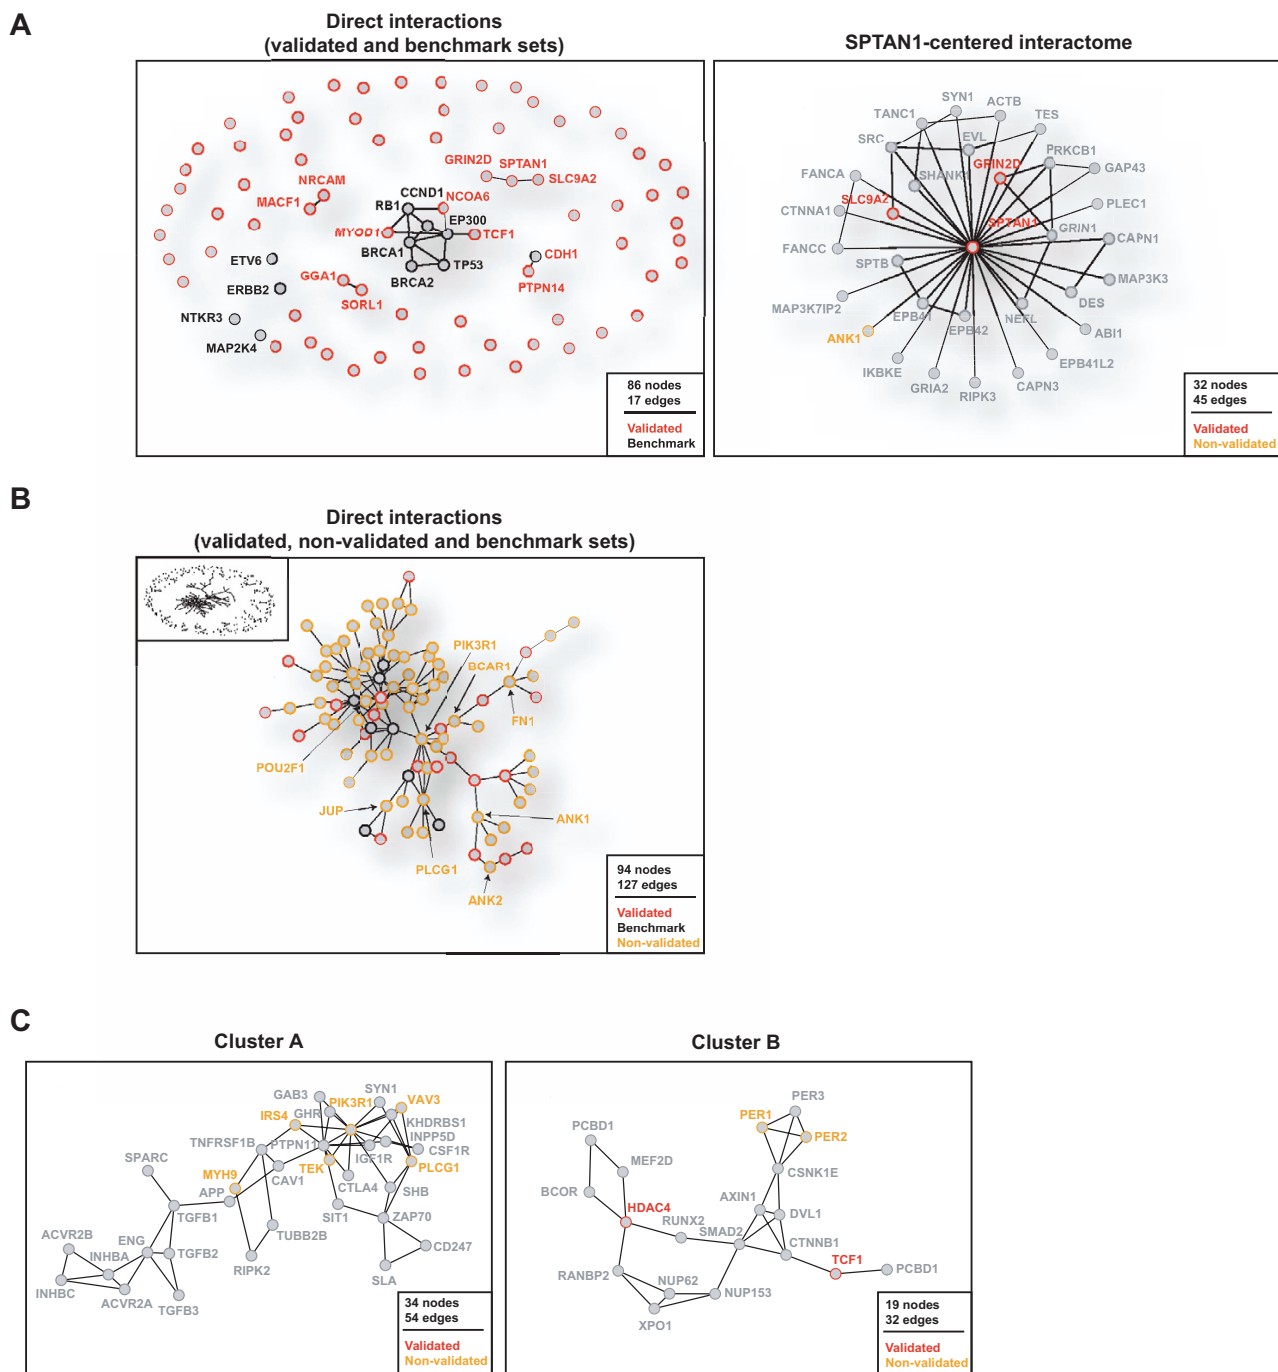 A
Direct interactions
(validated and benchmark sets)
NRCAM
MACF1
GRIN2D
SPTAN1
SLC9A2
CCND1
NCOA6
RB1
EP300
MYOD1
TCF1
BRCA1
TP53
BRCA2
CDH1
PTPN14
ETV6
GGA1
SORL1
ERBB2
NTKR3
MAP2K4
86 nodes
17 edges
Validated
Benchmark
SPTAN1-centered interactome
SYN1
ACTB
TANC1
TES
SRC
EVL
PRKCB1
GRIN2D
GAP43
FANCA
SHANK1
SLC9A2
PLEC1
CTNNA1
SPTAN1
GRIN1
CAPN1
FANCC
SPTB
MAP3K3
MAP3K7IP2
DES
EPB41
NEFL
EPB42
ABI1
ANK1
EPB41L2
IKBKE
GRIA2
RIPK3
CAPN3
32 nodes
45 edges
Validated
Non-validated
B
Direct interactions
(validated, non-validated and benchmark sets)
PIK3R1
BCAR1
FN1
POU2F1
JUP
ANK1
PLCG1
ANK2
94 nodes
127 edges
Validated
Benchmark
Non-validated
C
Cluster A
GAB3
SYN1
PIK3R1
VAV3
IRS4
GHR
KHDRBS1
TNFRSF1B
PTPN11
INPP5D
CSF1R
IGF1R
SPARC
MYH9
TEK
PLCG1
CAV1
CTLA4
SHB
APP
TGFB1
SIT1
ZAP70
ACVR2B
ENG
TUBB2B
INHBA
TGFB2
CD247
RIPK2
SLA
INHBC
ACVR2A
TGFB3
34 nodes
54 edges
Validated
Non-validated
Cluster B
PER3
PER1
PCBD1
PER2
MEF2D
CSNK1E
BCOR
AXIN1
HDAC4
DVL1
RUNX2
SMAD2
CTNNB1
TCF1
PCBD1
RANBP2
NUP62
NUP153
XPO1
19 nodes
32 edges
Validated
Non-validated